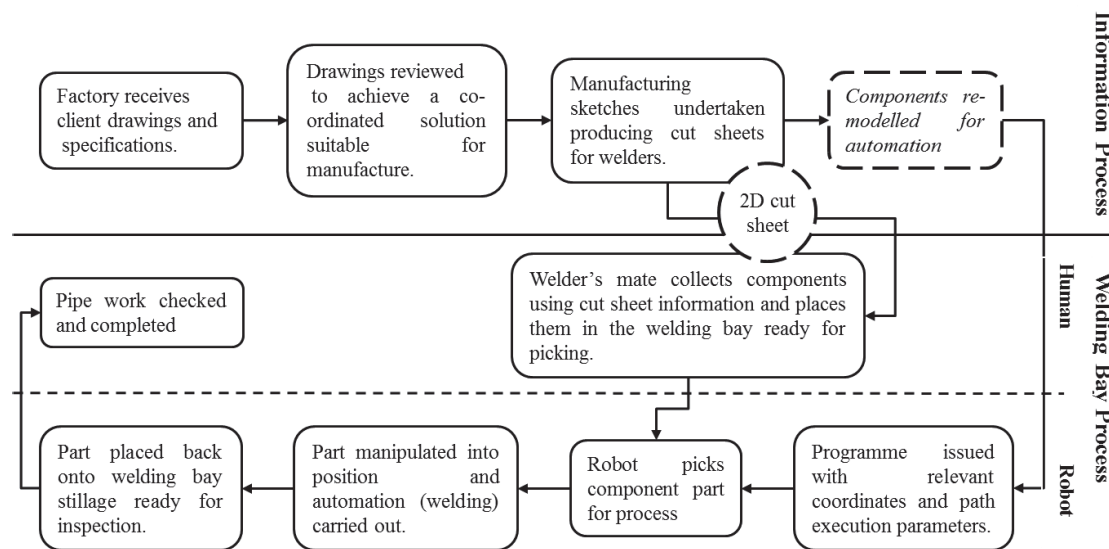 Factory receives
client drawings and
specifications.
Drawings reviewed
to achieve a co-
ordinated solution
suitable for
manufacture.
Manufacturing
sketches undertaken
producing cut sheets
for welders.
Components re-
modelled for
automation
Information Process
2D cut
sheet
Welder’s mate collects components
using cut sheet information and places
them in the welding bay ready for
picking.
Pipe work checked
and completed
Human
Welding Bay Process
Part placed back
onto welding bay
stillage ready for
inspection.
Part manipulated into
position and
automation (welding)
carried out.
Robot picks
component part
for process
Programme issued
with relevant
coordinates and path
execution parameters.
Robot